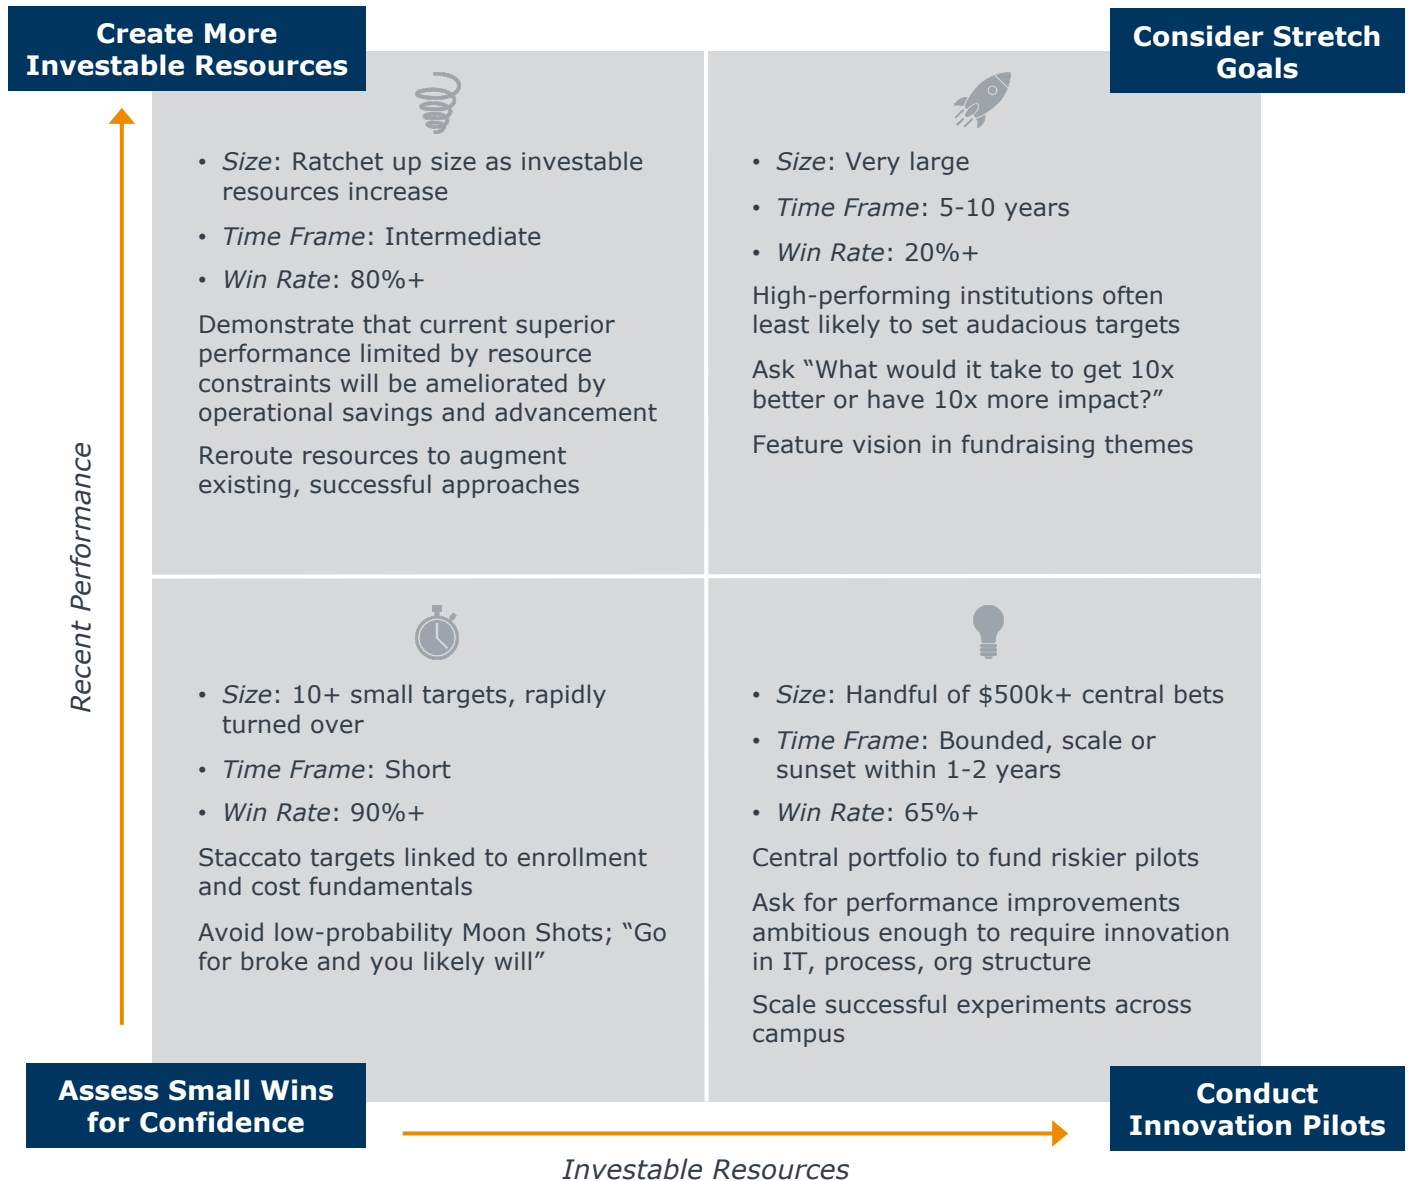 Create More
Investable Resources
Consider Stretch
Goals
• Size: Ratchet up size as investable
resources increase
• Time Frame: Intermediate
• Win Rate: 80%+
Demonstrate that current superior
performance limited by resource
constraints will be ameliorated by
operational savings and advancement
Reroute resources to augment
existing, successful approaches
• Size: Very large
• Time Frame: 5-10 years
• Win Rate: 20%+
High-performing institutions often
least likely to set audacious targets
Ask “What would it take to get 10x
better or have 10x more impact?”
Feature vision in fundraising themes
Recent Performance
• Size: 10+ small targets, rapidly
turned over
• Time Frame: Short
• Win Rate: 90%+
Staccato targets linked to enrollment
and cost fundamentals
Avoid low-probability Moon Shots; “Go
for broke and you likely will”
• Size: Handful of $500k+ central bets
• Time Frame: Bounded, scale or
sunset within 1-2 years
• Win Rate: 65%+
Central portfolio to fund riskier pilots
Ask for performance improvements
ambitious enough to require innovation
in IT, process, org structure
Scale successful experiments across
campus
Assess Small Wins
for Confidence
Conduct
Innovation Pilots
Investable Resources